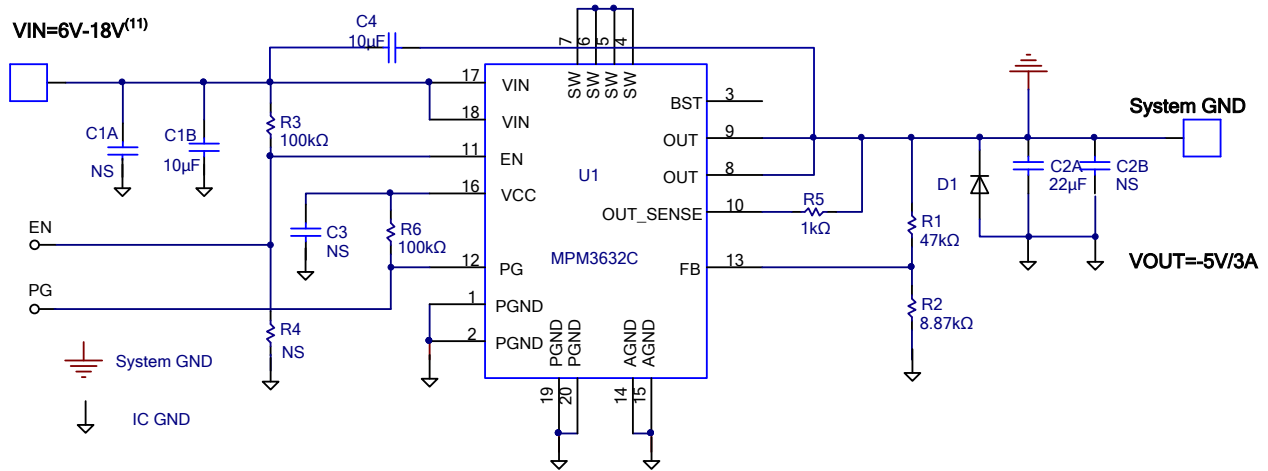 VIN=6V-18V(11)
C4
10µF
7
6
5
4
SW
SW
SW
SW
17
VIN
18
VIN
BST
3
C1A
NS
C1B
10µF
R3
100kΩ
11
EN
OUT
9
System GND
U1
OUT
8
16
VCC
R5
1kΩ
OUT_SENSE
10
D1
C2A
22µF
C2B
NS
EN
C3
NS
R6
100kΩ
R1
47kΩ
12
PG
MPM3632C
FB
13
VOUT=-5V/3A
PG
1
PGND
R2
8.87kΩ
R4
NS
2
PGND
PGND
PGND
AGND
AGND
System GND
19
20
14
15
IC GND